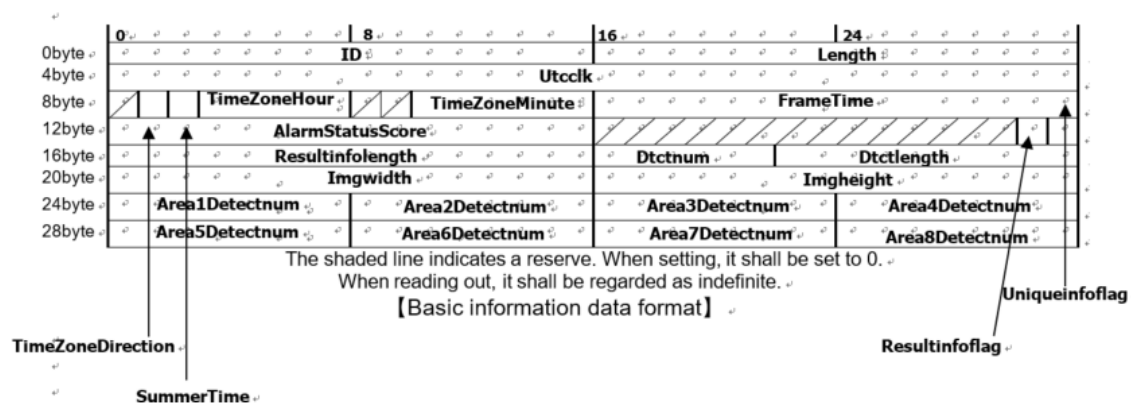 0 8 16 24
0byte ID Length
4byte Utcclk
8byte TimeZoneHour TimeZoneMinute FrameTime
12byte AlarmStatusScore
16byte Resultinfolength Dtctnum Dtctlength
20byte Imgwidth Imgheight
24byte Area1Detectnum Area2Detectnum Area3Detectnum Area4Detectnum
28byte Area5Detectnum Area6Detectnum Area7Detectnum Area8Detectnum
The shaded line indicates a reserve. When setting, it shall be set to 0.
When reading out, it shall be regarded as indefinite.
【Basic information data format】
Uniqueinfoflag
TimeZoneDirection
Resultinfoflag
SummerTime